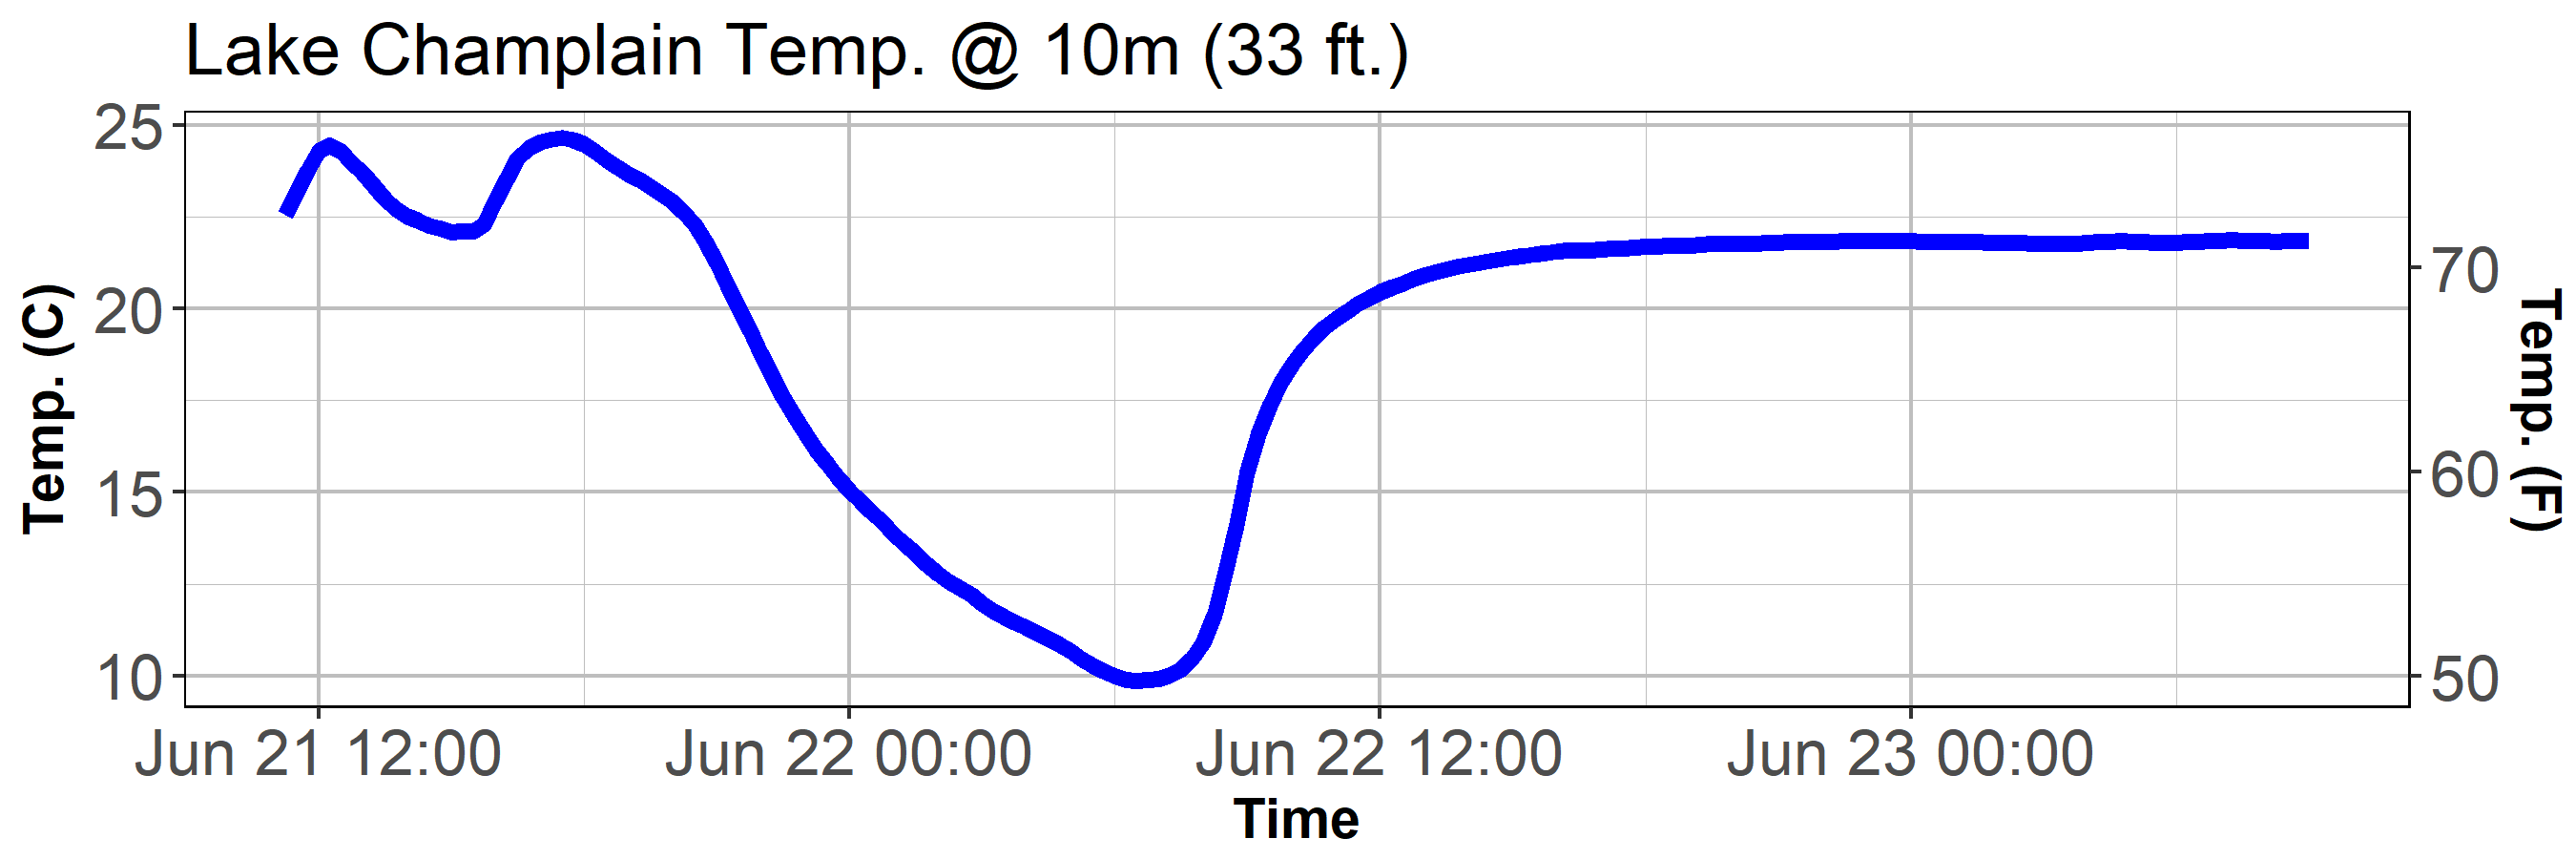 Lake Champlain Temp. @ 10m (33 ft.)
25
20
15
10
Temp. (C)
70
60
50
Temp. (F)
Jun 21 12:00 Jun 22 00:00 Jun 22 12:00 Jun 23 00:00
Time